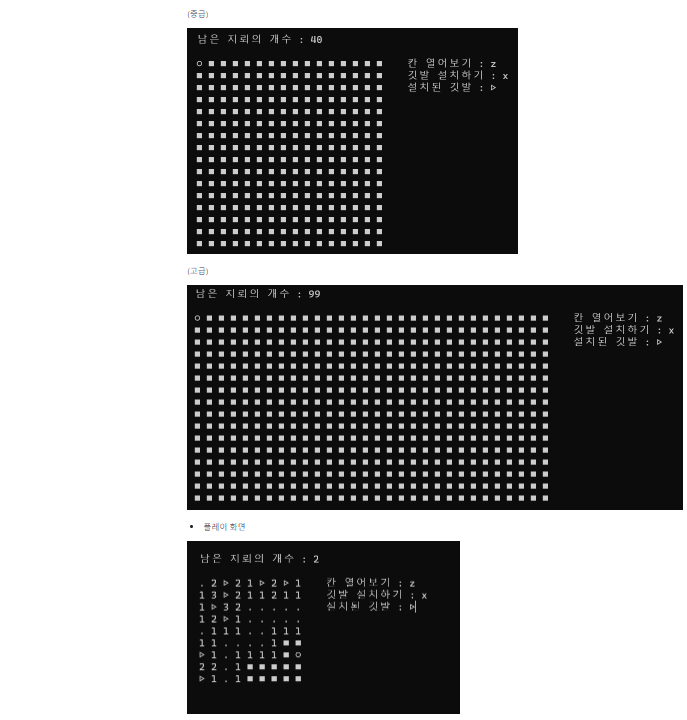 (중급)
남은 지뢰의 개수 : 40
칸 열어보기 : z
깃발 설치하기 : x
설치된 깃발 : ▷
(고급)
남은 지뢰의 개수 : 99
칸 열어보기 : z
깃발 설치하기 : x
설치된 깃발 : ▷
• 플레이 화면
남은 지뢰의 개수 : 2
. 2 ▷ 2 1 ▷ 2 ▷ 1 칸 열어보기 : z
1 3 ▷ 2 1 1 2 1 1 깃발 설치하기 : x
1 ▷ 3 2 . . . . . 설치된 깃발 : ▷
1 2 ▷ 1 . . . . .
. 1 1 1 . . 1 1 1
1 1 . . . . 1 ■ ■
▷ 1 . 1 1 1 1 ■ ○
2 2 . 1 ■ ■ ■ ■ ■
▷ 1 . 1 ■ ■ ■ ■ ■